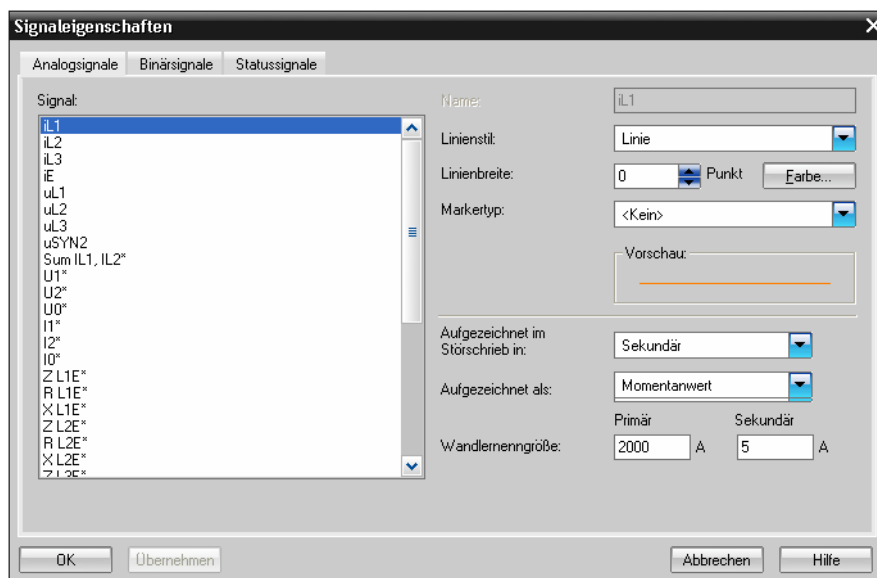 Signaleigenschaften
Analogsignale Binärsignale Statussignale
Signal:
iL1
iL2
iL3
iE
uL1
uL2
uL3
uSYN2
Sum IL1, IL2*
U1*
U2*
U0*
I1*
I2*
I0*
Z L1E*
R L1E*
X L1E*
Z L2E*
R L2E*
X L2E*
Z L3E*
Name: iL1
Linienstil: Linie
Linienbreite: 0 Punkt Farbe...
Markertyp: <Kein>
Vorschau:
Aufgezeichnet im
Störschrieb in: Sekundär
Aufgezeichnet als: Momentanwert
Primär Sekundär
Wandlernenngröße: 2000 A 5 A
OK Übernehmen Abbrechen Hilfe